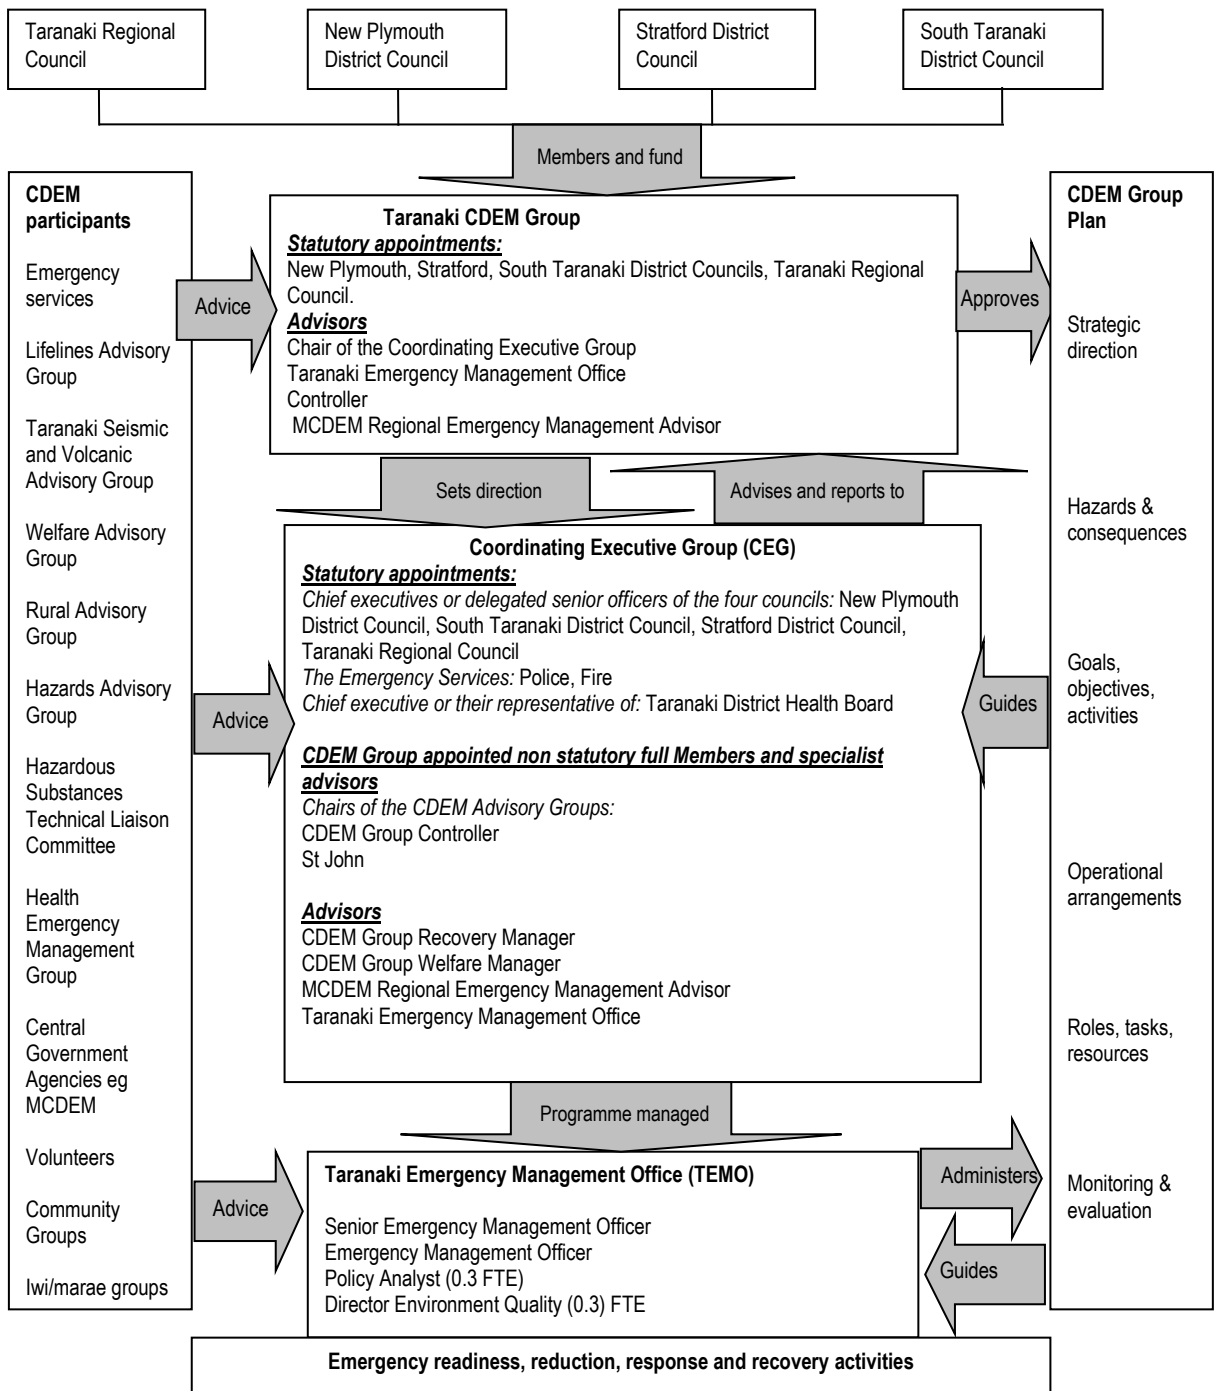 Taranaki Regional
Council
New Plymouth
District Council
Stratford District
Council
South Taranaki
District Council
Members and fund
CDEM
participants
Emergency
services
Lifelines Advisory
Group
Taranaki Seismic
and Volcanic
Advisory Group
Welfare Advisory
Group
Rural Advisory
Group
Hazards Advisory
Group
Hazardous
Substances
Technical Liaison
Committee
Health
Emergency
Management
Group
Central
Government
Agencies eg
MCDEM
Volunteers
Community
Groups
Iwi/marae groups
Advice
Taranaki CDEM Group
Statutory appointments:
New Plymouth, Stratford, South Taranaki District Councils, Taranaki Regional
Council.
Advisors
Chair of the Coordinating Executive Group
Taranaki Emergency Management Office
Controller
MCDEM Regional Emergency Management Advisor
Approves
Sets direction
Advises and reports to
Advice
Coordinating Executive Group (CEG)
Statutory appointments:
Chief executives or delegated senior officers of the four councils: New Plymouth
District Council, South Taranaki District Council, Stratford District Council,
Taranaki Regional Council
The Emergency Services: Police, Fire
Chief executive or their representative of: Taranaki District Health Board
CDEM Group appointed non statutory full Members and specialist
advisors
Chairs of the CDEM Advisory Groups:
CDEM Group Controller
St John
Advisors
CDEM Group Recovery Manager
CDEM Group Welfare Manager
MCDEM Regional Emergency Management Advisor
Taranaki Emergency Management Office
Guides
Programme managed
Advice
Taranaki Emergency Management Office (TEMO)
Senior Emergency Management Officer
Emergency Management Officer
Policy Analyst (0.3 FTE)
Director Environment Quality (0.3) FTE
Administers
Guides
CDEM Group
Plan
Strategic
direction
Hazards &
consequences
Goals,
objectives,
activities
Operational
arrangements
Roles, tasks,
resources
Monitoring &
evaluation
Emergency readiness, reduction, response and recovery activities